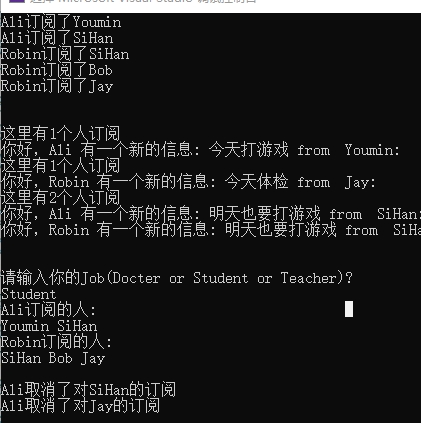 Ali订阅了Youmin
Ali订阅了SiHan
Robin订阅了SiHan
Robin订阅了Bob
Robin订阅了Jay
这里有1个人订阅
你好, Ali 有一个新的信息: 今天打游戏 from  Youmin:
这里有1个人订阅
你好, Robin 有一个新的信息: 今天体检 from  Jay:
这里有2个人订阅
你好, Ali 有一个新的信息: 明天也要打游戏 from  SiHan:
你好, Robin 有一个新的信息: 明天也要打游戏 from  SiHa
请输入你的Job(Docter or Student or Teacher)?
Student
Ali订阅的人:
Youmin SiHan
Robin订阅的人:
SiHan Bob Jay
Ali取消了对SiHan的订阅
Ali取消了对Jay的订阅